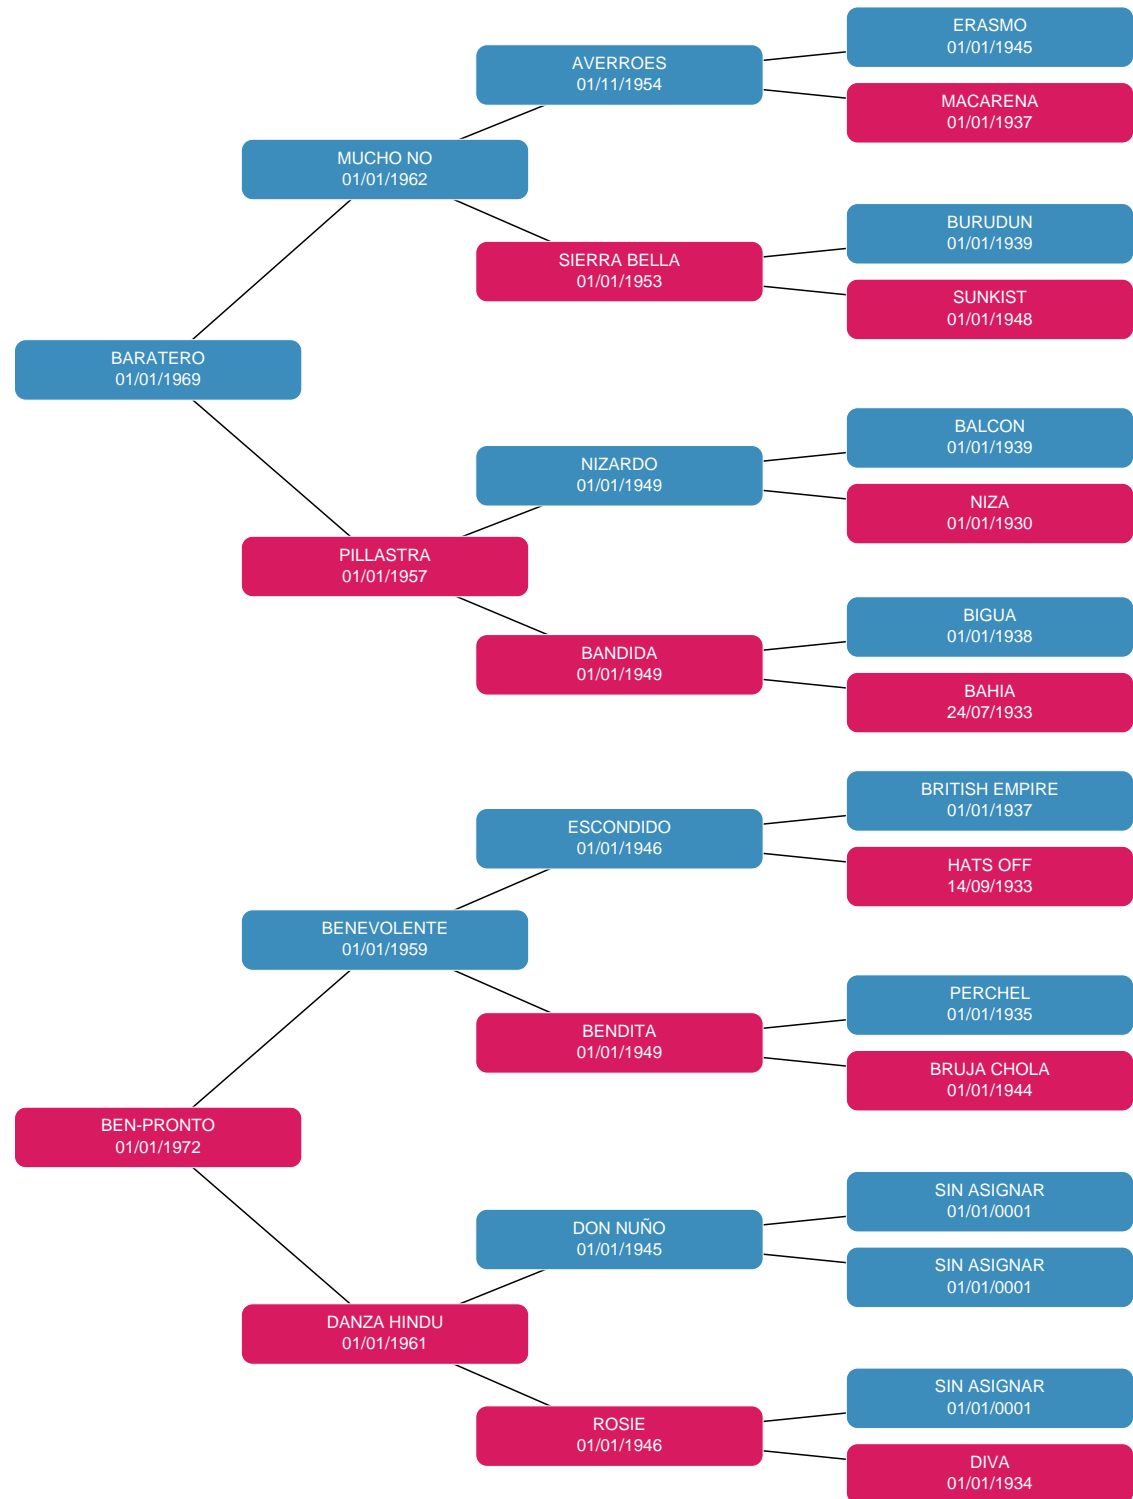 ERASMO
01/01/1945
AVERROES
01/11/1954
MACARENA
01/01/1937
MUCHO NO
01/01/1962
BURUDUN
01/01/1939
SIERRA BELLA
01/01/1953
SUNKIST
01/01/1948
BARATERO
01/01/1969
BALCON
01/01/1939
NIZARDO
01/01/1949
NIZA
01/01/1930
PILLASTRA
01/01/1957
BIGUA
01/01/1938
BANDIDA
01/01/1949
BAHIA
24/07/1933
BRITISH EMPIRE
01/01/1937
ESCONDIDO
01/01/1946
HATS OFF
14/09/1933
BENEVOLENTE
01/01/1959
PERCHEL
01/01/1935
BENDITA
01/01/1949
BRUJA CHOLA
01/01/1944
BEN-PRONTO
01/01/1972
SIN ASIGNAR
01/01/0001
DON NUÑO
01/01/1945
SIN ASIGNAR
01/01/0001
DANZA HINDU
01/01/1961
SIN ASIGNAR
01/01/0001
ROSIE
01/01/1946
DIVA
01/01/1934